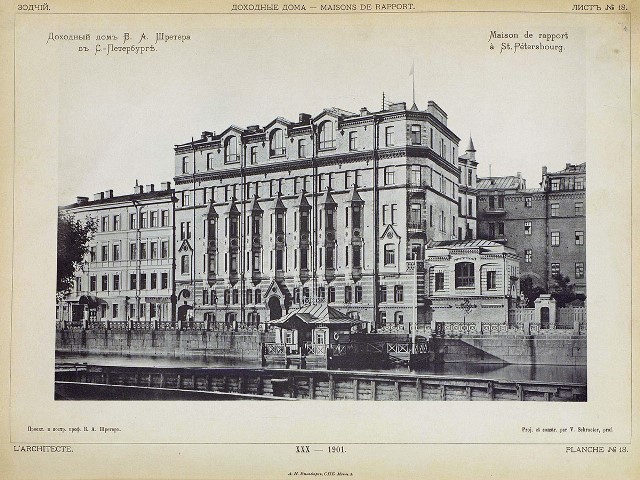 ЗОДЧІЙ.
ДОХОДНЫЕ ДОМА — MAISONS DE RAPPORT.
ЛИСТЪ № 13.
Доходный домъ В. А. Шретера
въ С.-Петербургѣ.
Maison de rapport
à St. Pétersbourg.
Проект. и постр. проф. В. А. Шретеръ.
Proj. et constr. par V. Schroeter, prof.
L'ARCHITECTE.
XXX — 1901.
PLANCHE № 13.